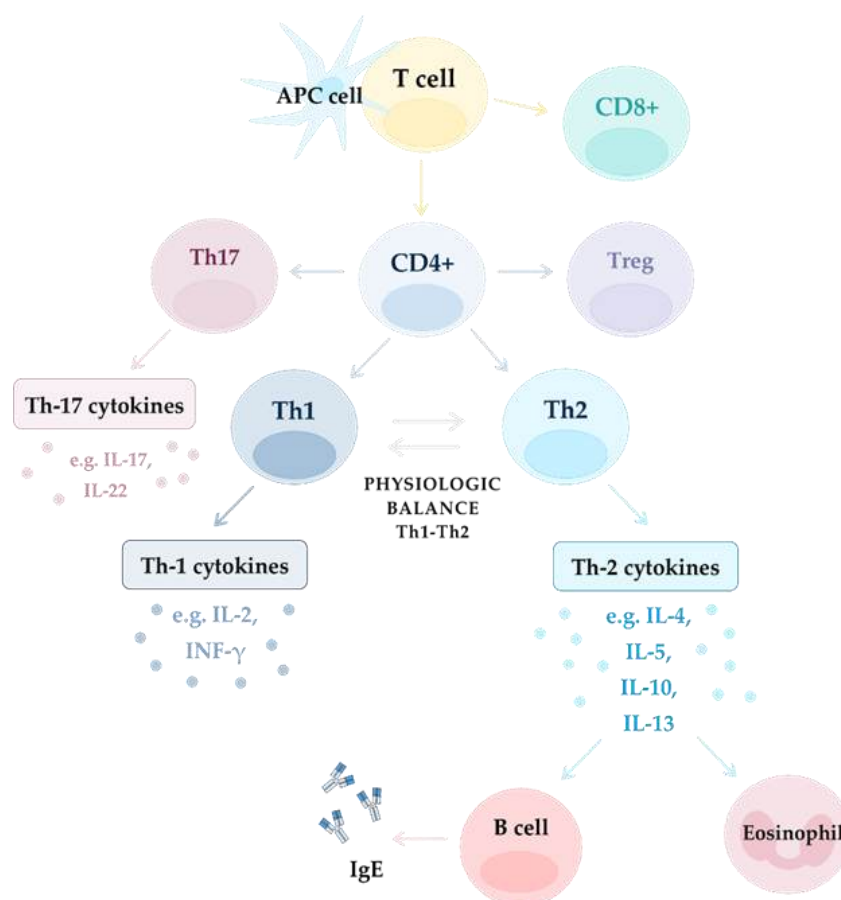 T cell
APC cell
CD8+
Th17
CD4+
Treg
Th-17 cytokines
e.g. IL-17,
IL-22
Th1
Th2
PHYSIOLOGIC
BALANCE
Th1-Th2
Th-1 cytokines
e.g. IL-2,
INF-γ
Th-2 cytokines
e.g. IL-4,
IL-5,
IL-10,
IL-13
IgE
B cell
Eosinophil